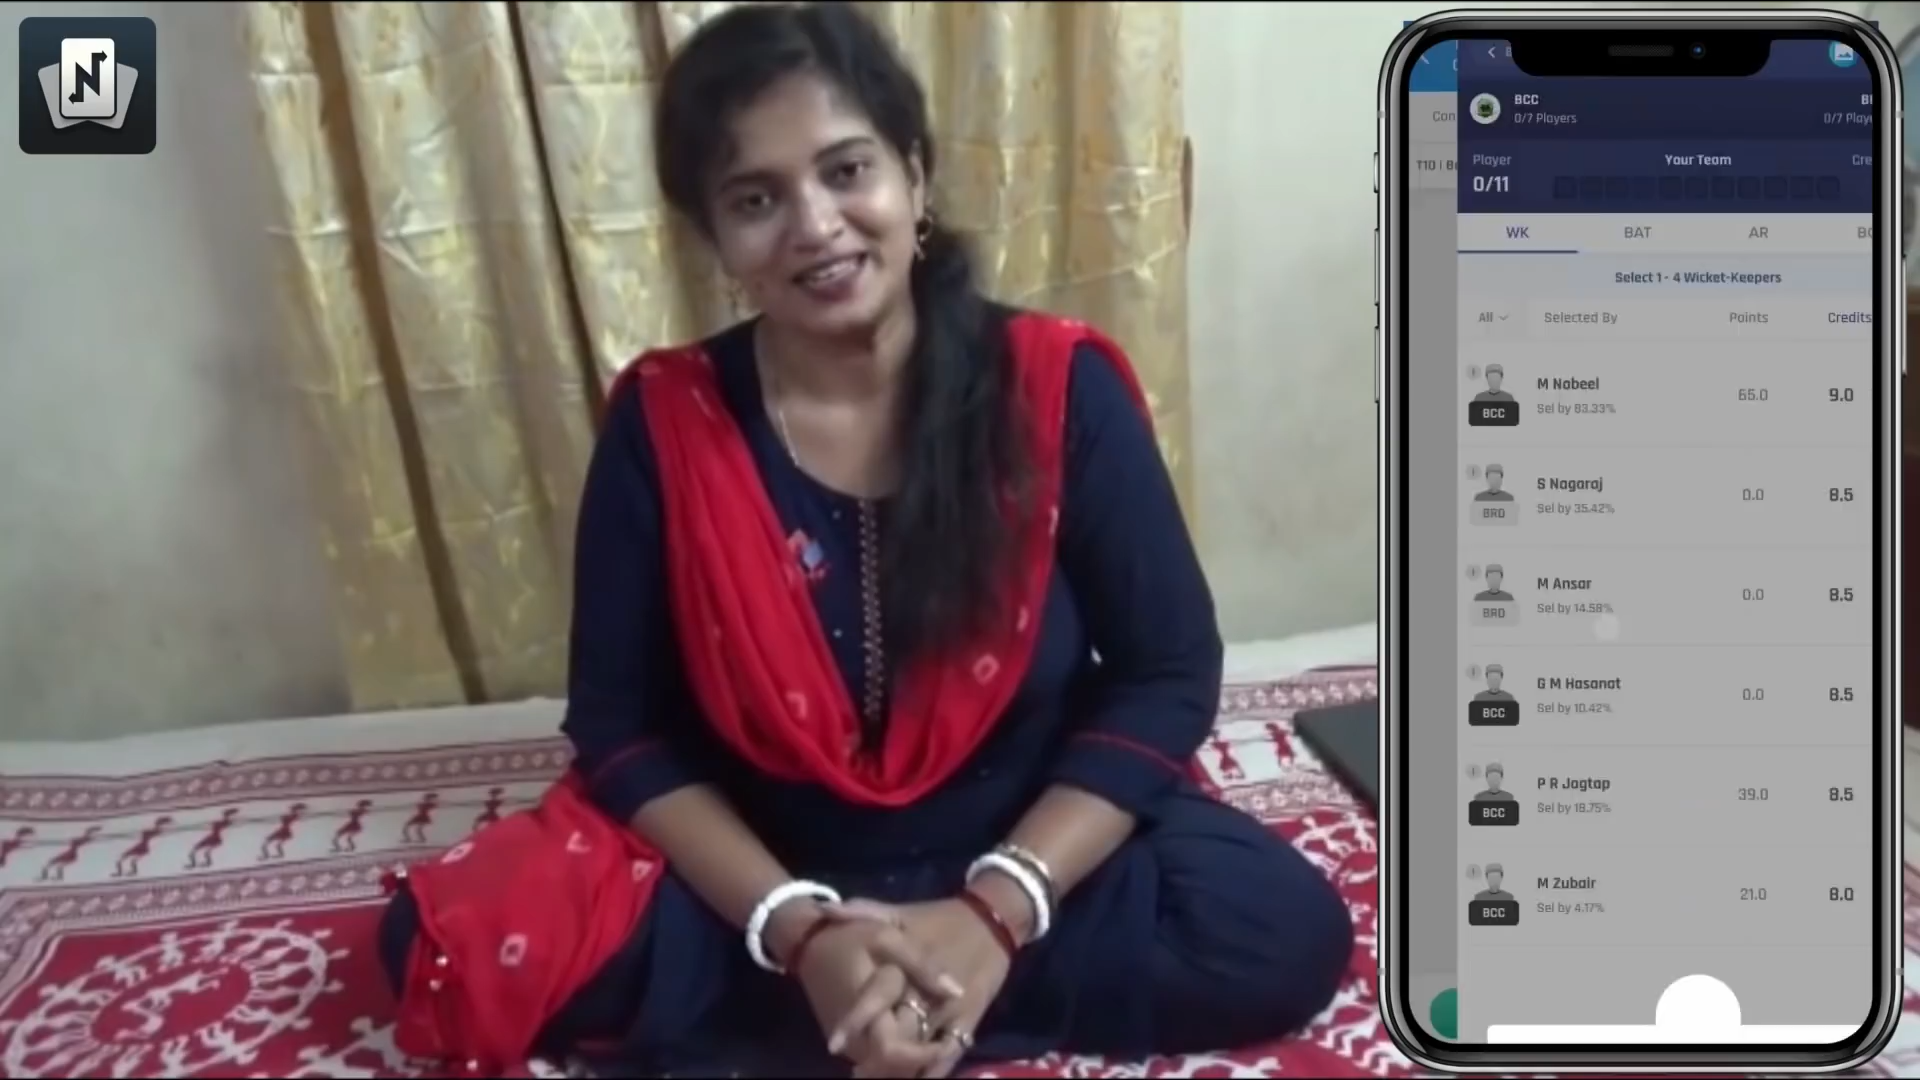 N
BCC
0/7 Players
0/7
Player
Your Team
0/11
WK
BAT
AR
Select 1 - 4 Wicket-Keepers
All
Selected By
Points
Credits
M Nabeel
Sel by 83.33%
65.0
9.0
BCC
S Nagaraj
Sel by 35.42%
0.0
8.5
BRD
M Ansar
Sel by 14.58%
0.0
8.5
BRD
G M Hasanat
Sel by 10.42%
0.0
8.5
BCC
P R Jagtap
Sel by 18.75%
39.0
8.5
BCC
M Zubair
Sel by 4.17%
21.0
8.0
BCC